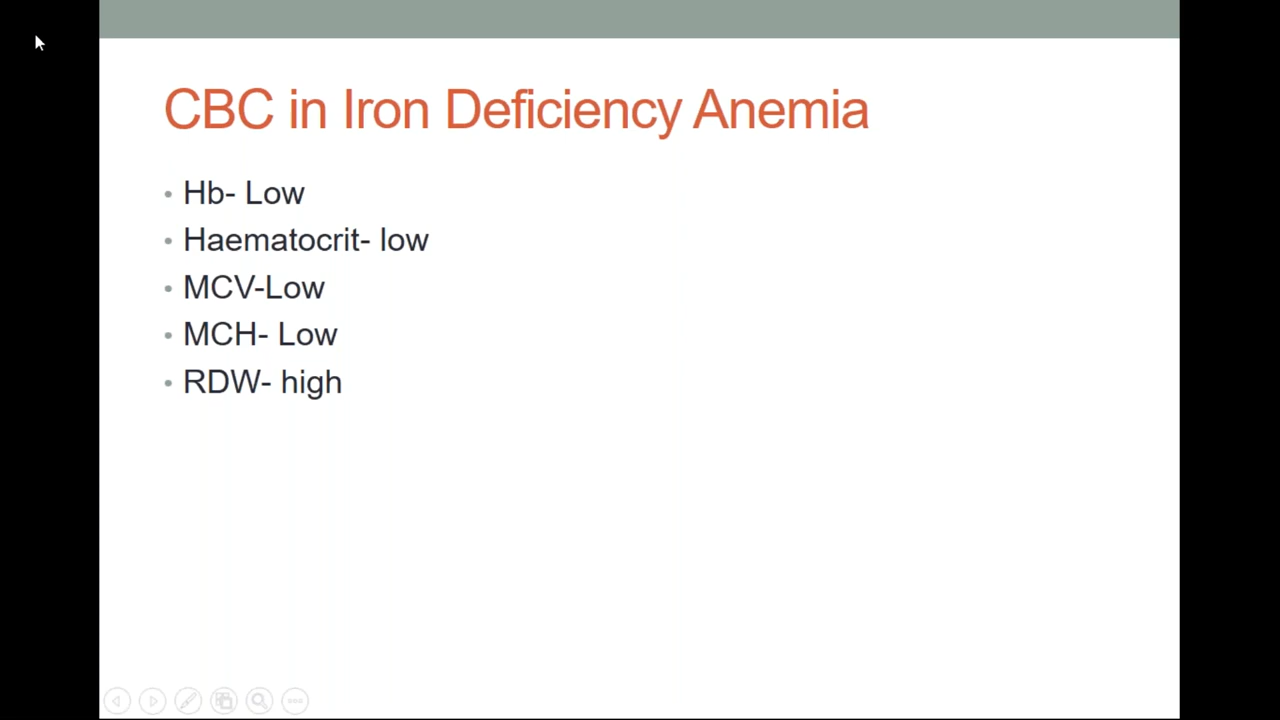 CBC in Iron Deficiency Anemia
• Hb- Low
• Haematocrit- low
• MCV-Low
• MCH- Low
• RDW- high